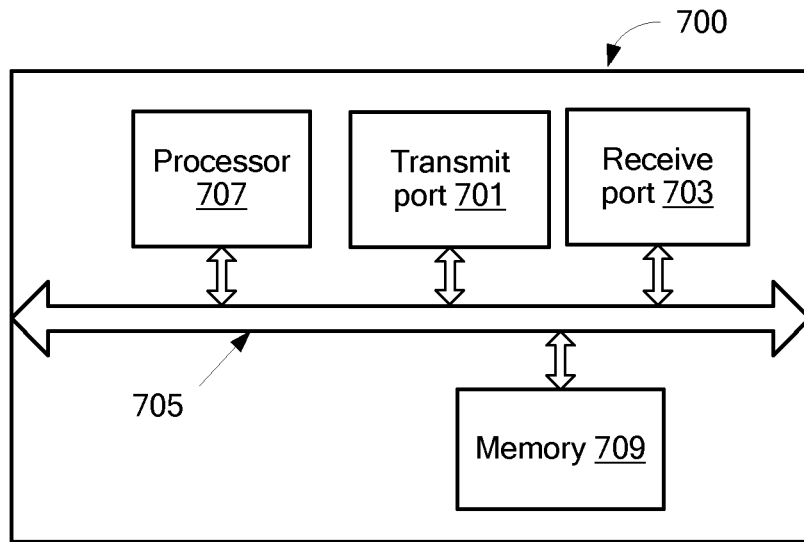 700
Processor
707
Transmit
port 701
Receive
port 703
705
Memory 709